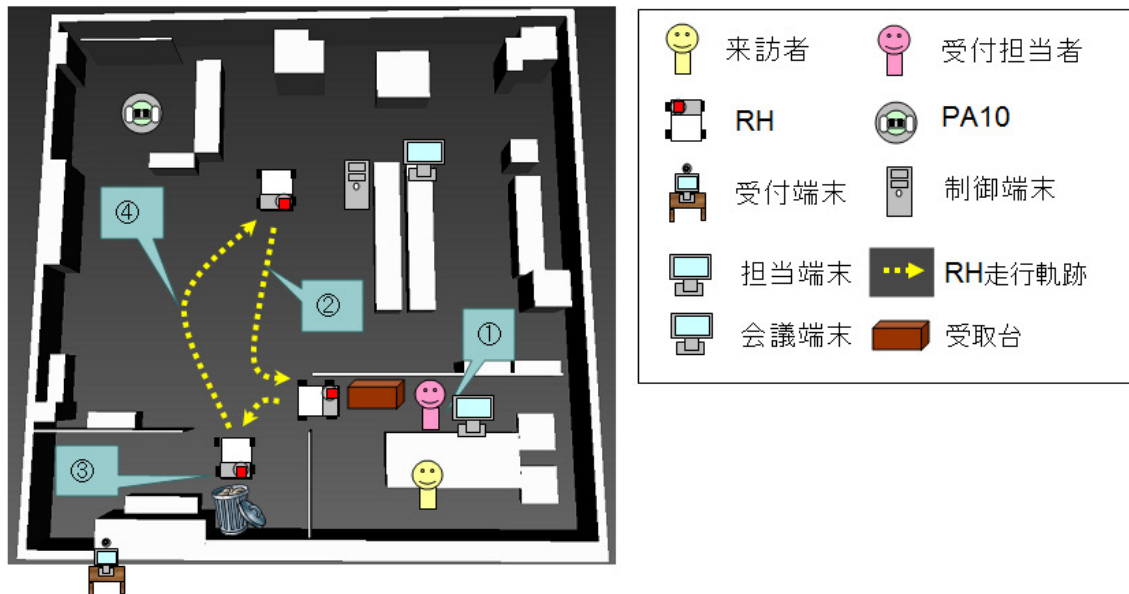 ④
②
①
③
来訪者
受付担当者
RH
PA10
受付端末
制御端末
担当端末
RH走行軌跡
会議端末
受取台